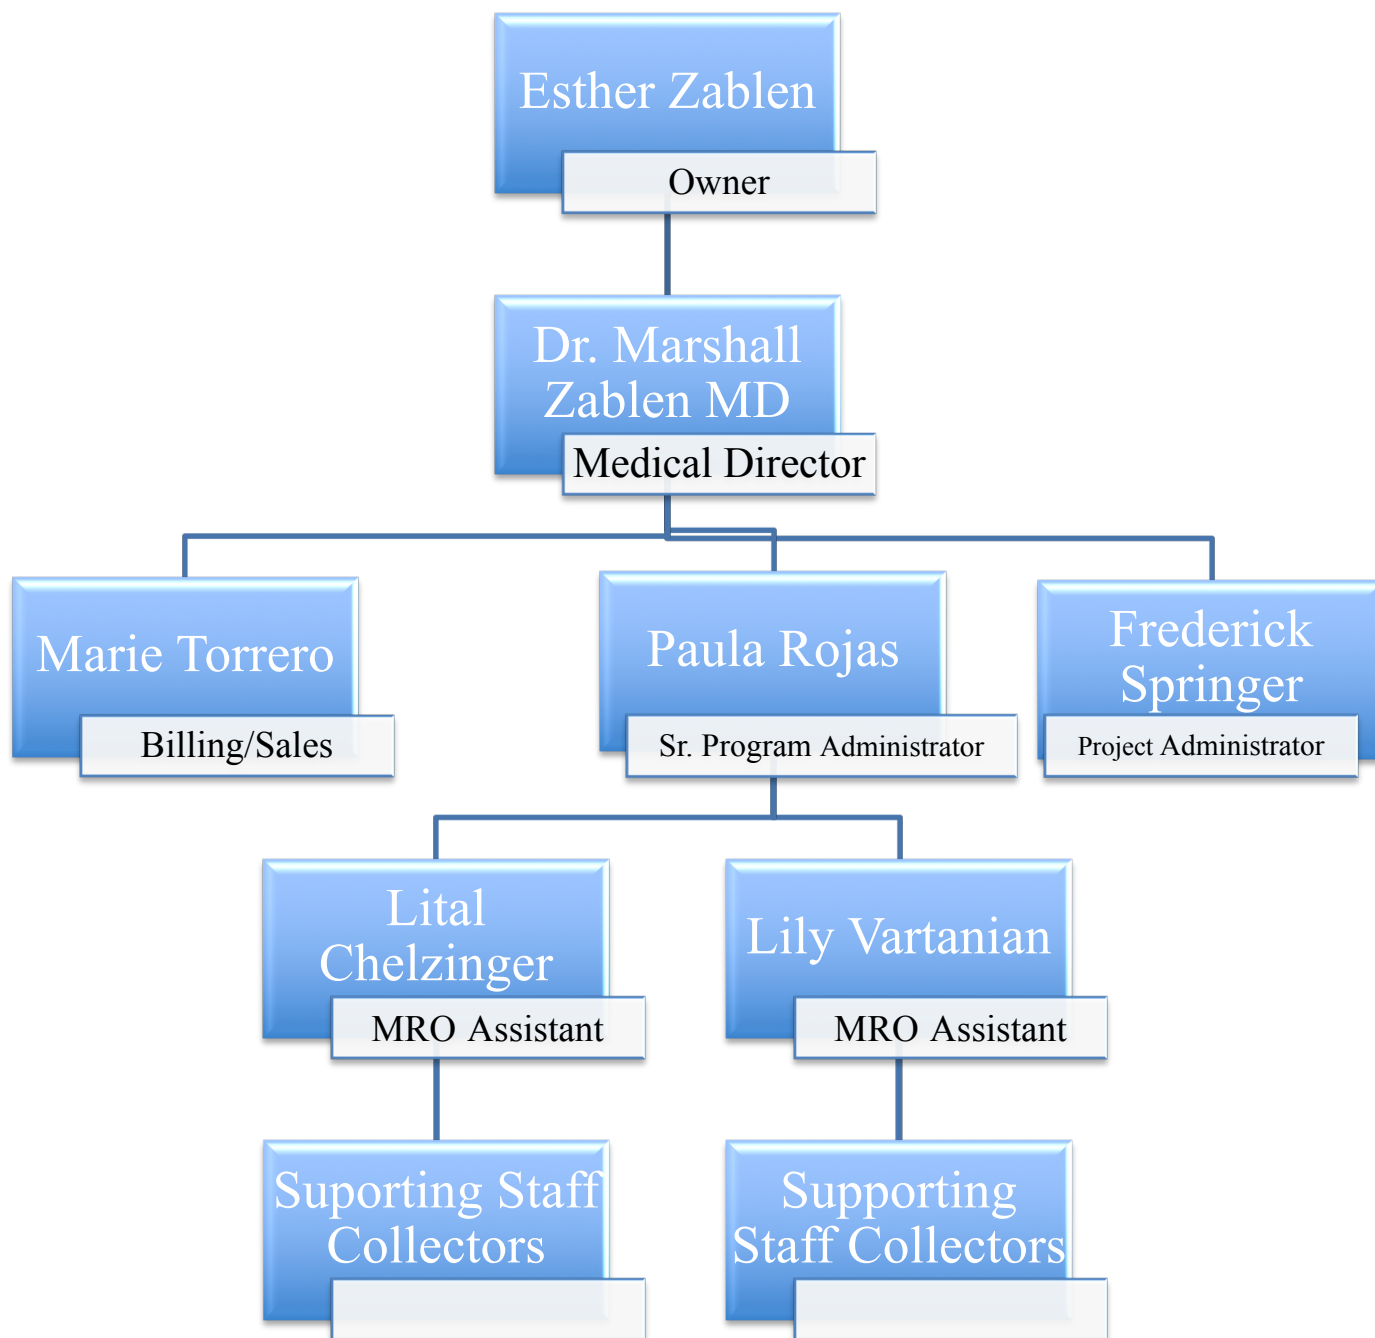 Esther Zablen
Owner
Dr. Marshall
Zablen MD
Medical Director
Marie Torrero
Billing/Sales
Paula Rojas
Sr. Program Administrator
Frederick
Springer
Project Administrator
Lital
Chelzinger
MRO Assistant
Lily Vartanian
MRO Assistant
Suporting Staff
Collectors
Supporting
Staff Collectors